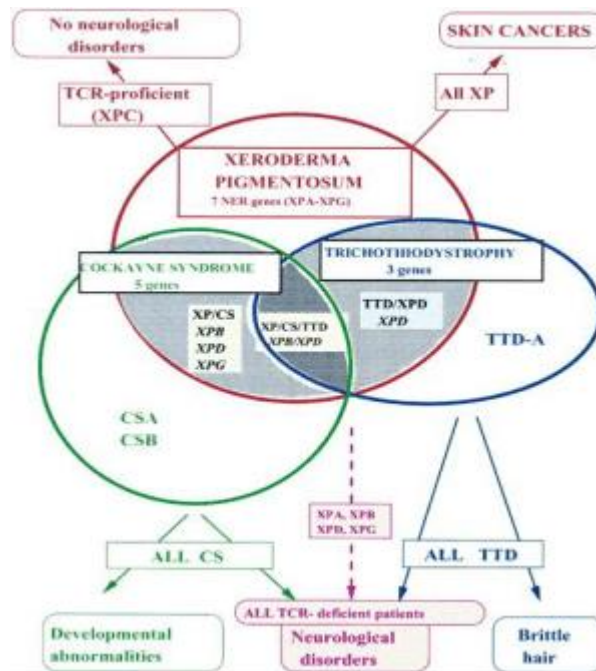 No neurological
disorders
SKIN CANCERS
TCR-proficient
(XPC)
All XP
XERODERMA
PIGMENTOSUM
7 NER genes (XPA-XPG)
COCKAYNE SYNDROME
5 genes
TRICHOTHIODYSTROPHY
3 genes
XP/CS
XPB
XPD
XPG
XP/CS/TTD
XPB/XPD
TTD/XPD
XPD
TTD-A
CSA
CSB
XPA, XPB
XPD, XPG
ALL CS
ALL TTD
ALL TCR- deficient patients
Neurological
disorders
Developmental
abnormalities
Brittle
hair